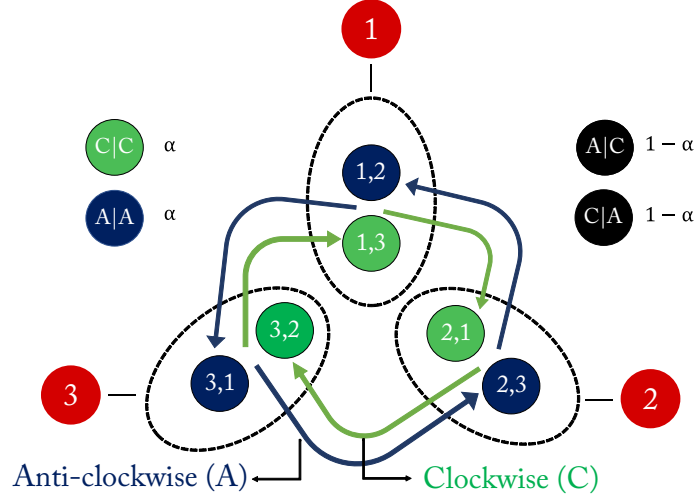 1
C|C α
A|C 1 − α
1,2
A|A α
C|A 1 − α
1,3
3,2
2,1
3,1
2,3
3
2
Anti-clockwise (A)
Clockwise (C)